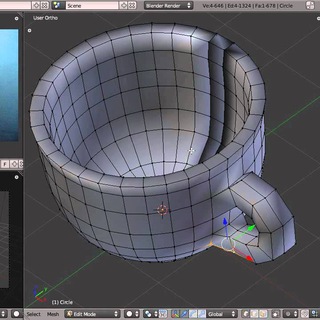 Scene
Blender Render
Ve:4-646 | Ed:4-1324 | Fa:1-678 | Circle
User Ortho
F
(1) Circle
Select
Mesh
Edit Mode
Global